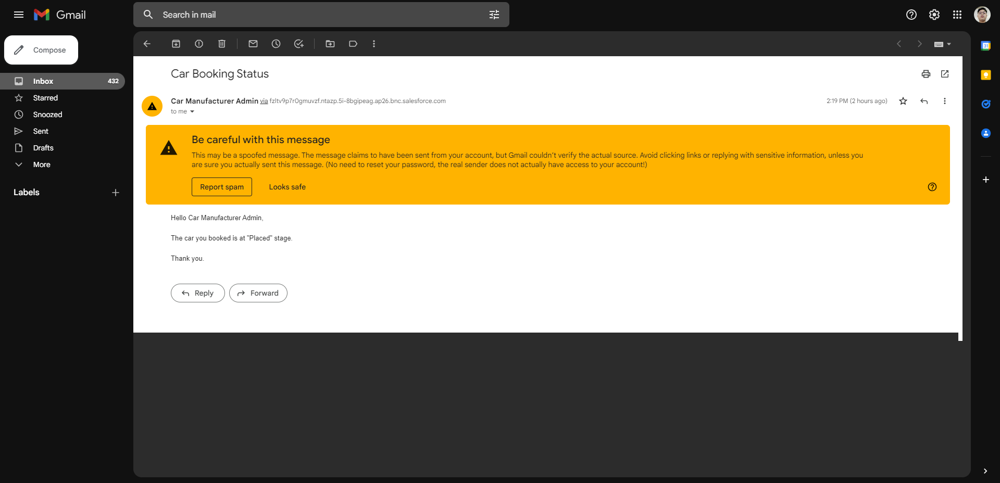 Gmail
Search in mail
Compose
Inbox 432
Starred
Snoozed
Sent
Drafts
More
Labels
Car Booking Status
Car Manufacturer Admin via fzltv9p7r0gmuvzf.ntazp.5i-8bgipeag.ap26.bnc.salesforce.com
2:19 PM (2 hours ago)
to me
Be careful with this message
This may be a spoofed message. The message claims to have been sent from your account, but Gmail couldn’t verify the actual source. Avoid clicking links or replying with sensitive information, unless you
are sure you actually sent this message. (No need to reset your password, the real sender does not actually have access to your account!)
Report spam
Looks safe
Hello Car Manufacturer Admin,
The car you booked is at "Placed" stage.
Thank you.
Reply
Forward
31